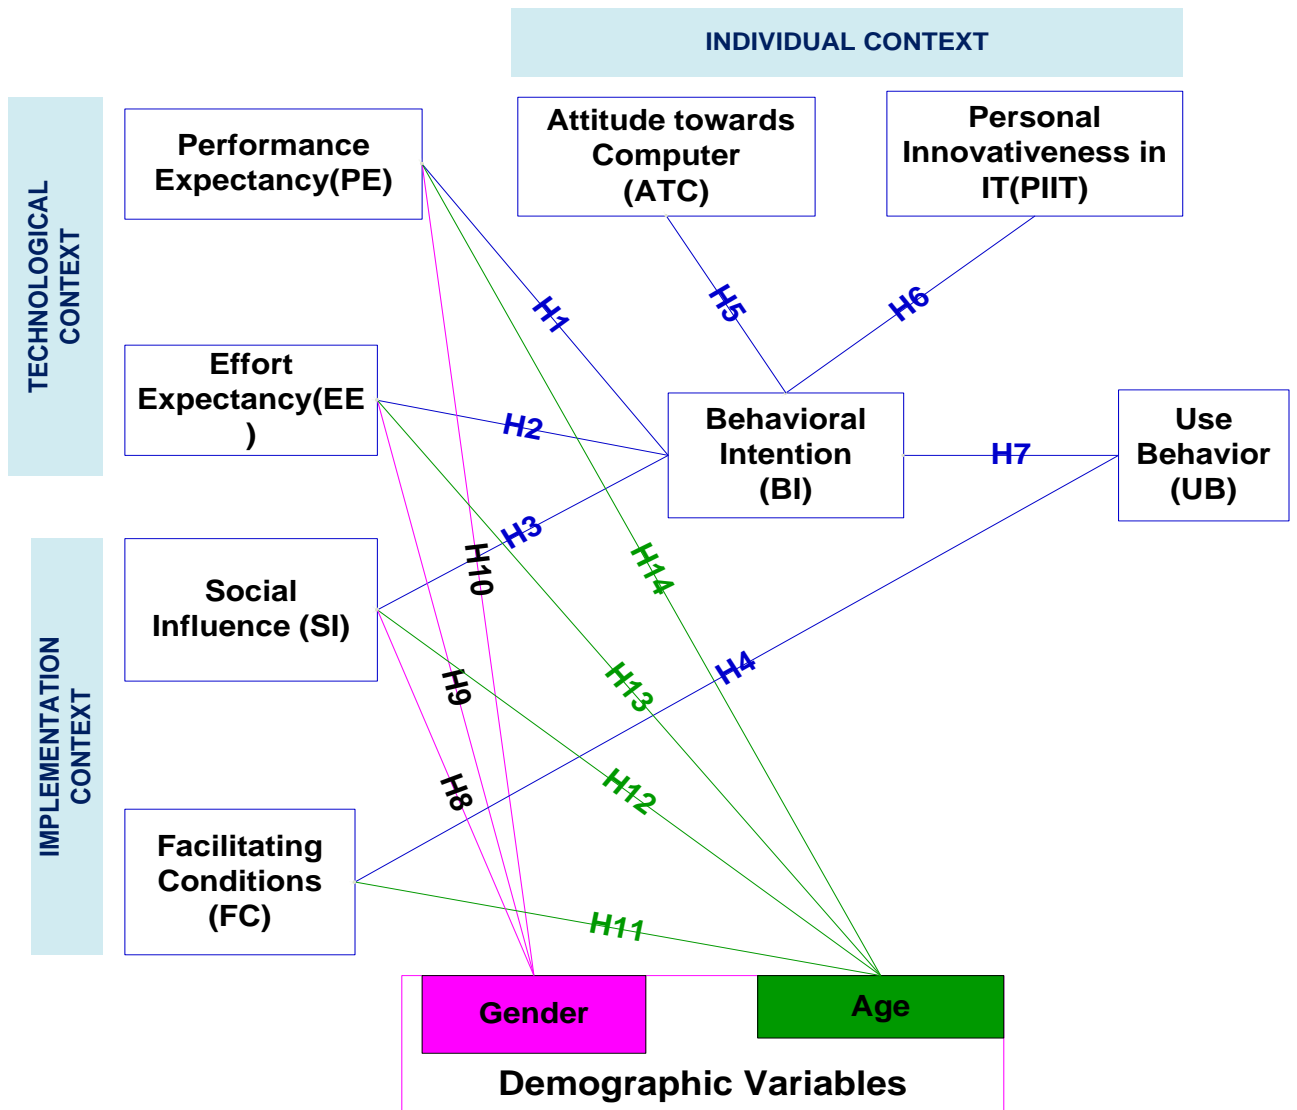 INDIVIDUAL CONTEXT
TECHNOLOGICAL
CONTEXT
Performance
Expectancy(PE)
Attitude towards
Computer
(ATC)
Personal
Innovativeness in
IT(PIIT)
H1
H5
H6
Effort
Expectancy(EE
)
H2
Behavioral
Intention
(BI)
H7
Use
Behavior
(UB)
IMPLEMENTATION
CONTEXT
Social
Influence (SI)
H3
H10
H14
H9
H13
H4
H8
H12
Facilitating
Conditions
(FC)
H11
Gender
Age
Demographic Variables